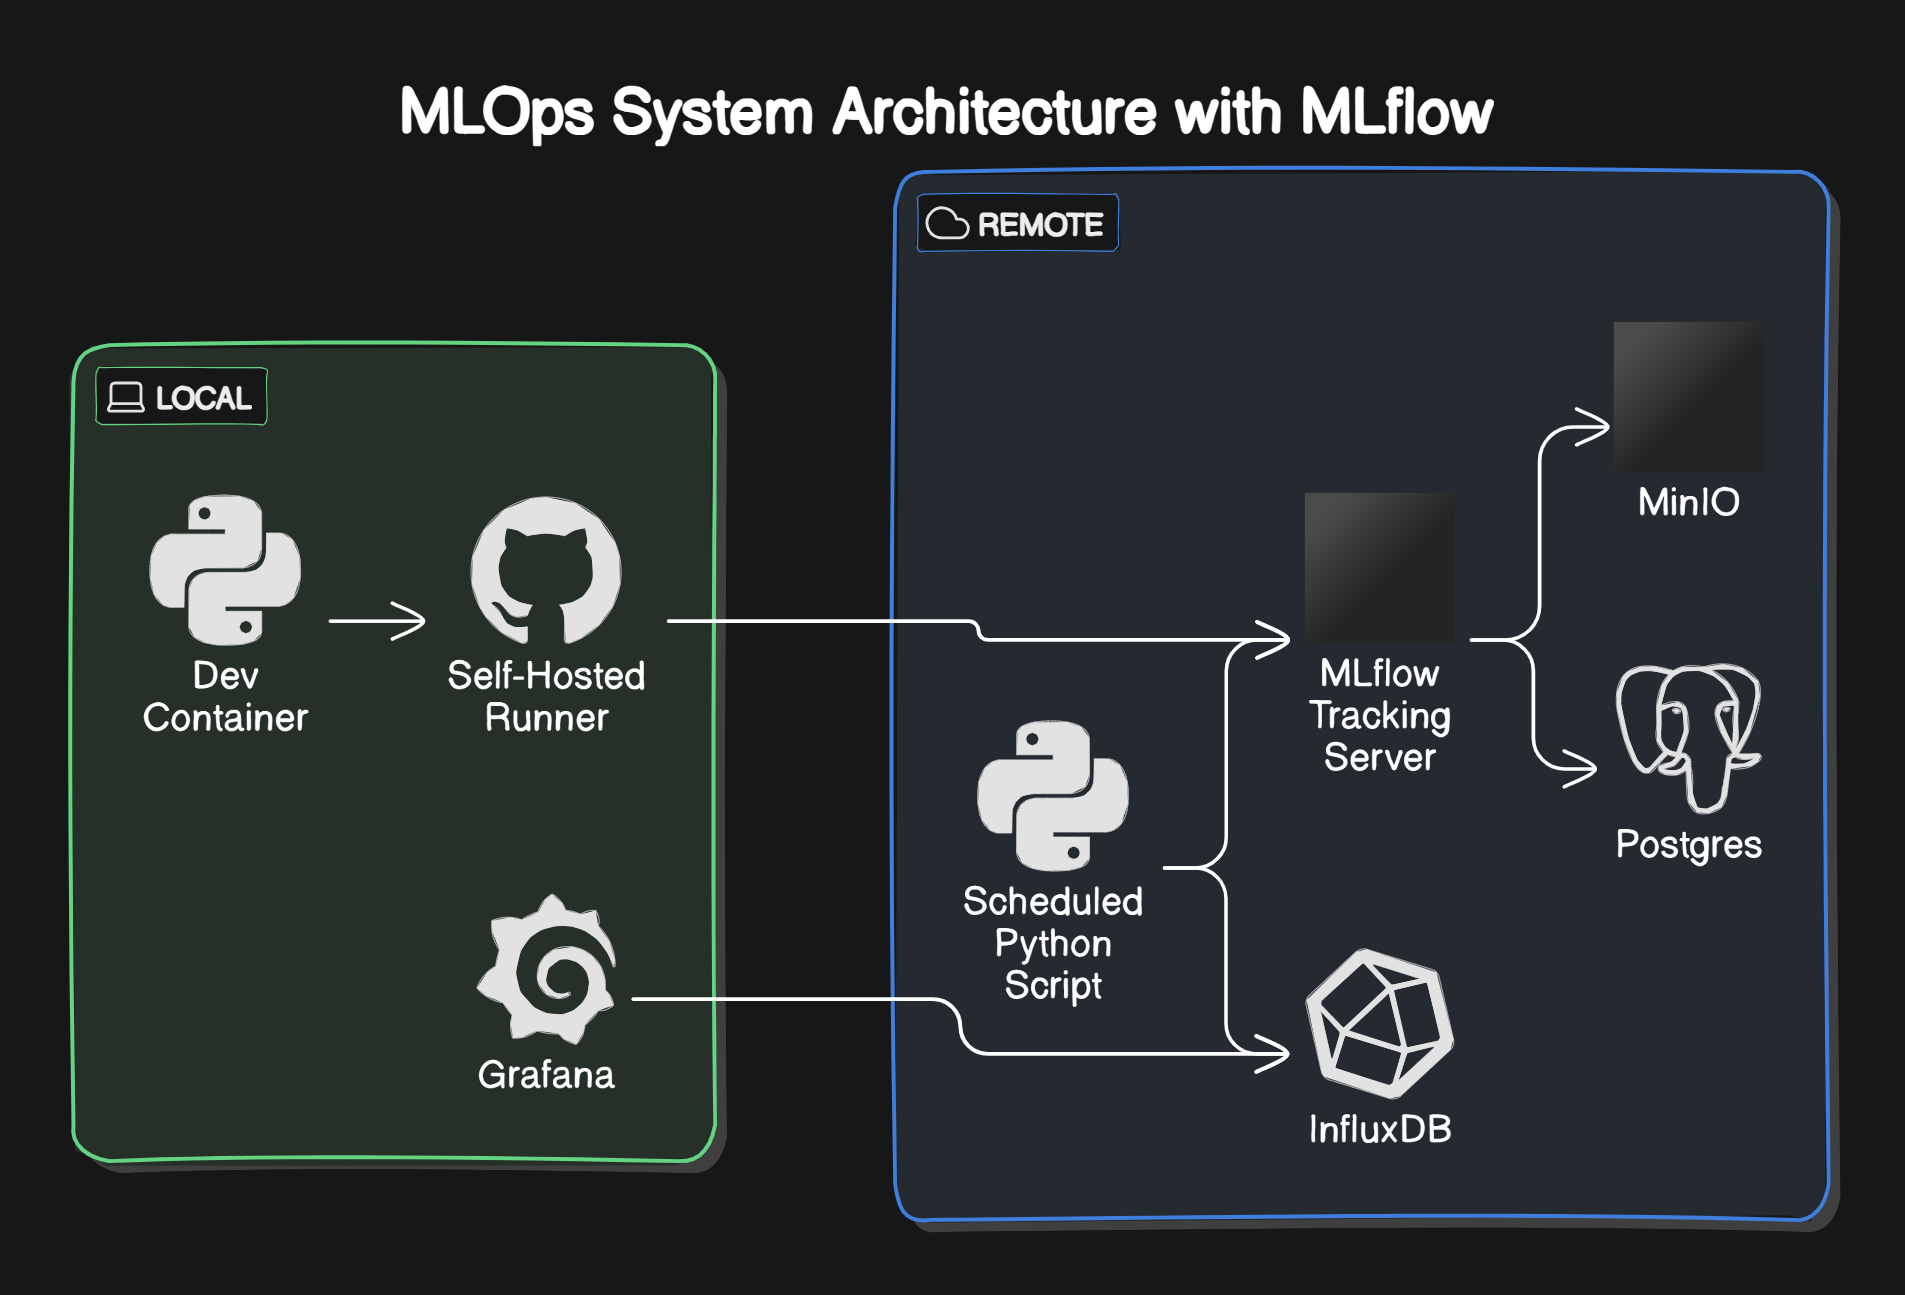 MLOps System Architecture with MLflow
REMOTE
LOCAL
MinIO
Dev
Container
Self-Hosted
Runner
MLflow
Tracking
Server
Postgres
Scheduled
Python
Script
Grafana
InfluxDB